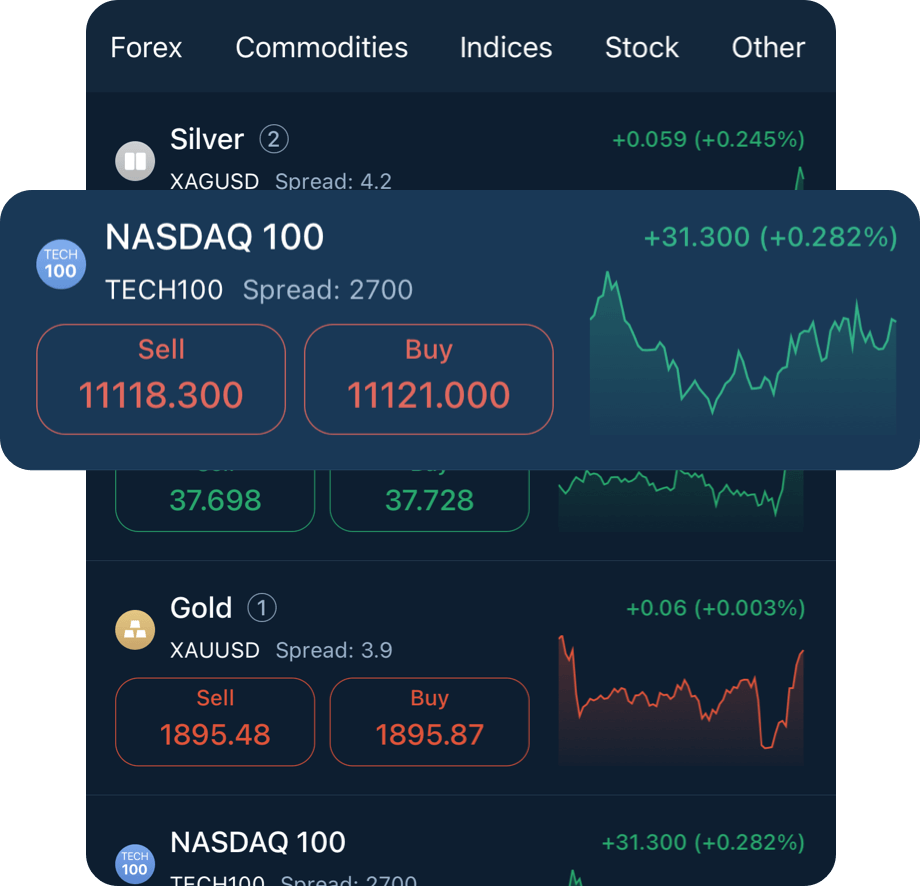 Forex Commodities Indices Stock Other
Silver 2 +0.059 (+0.245%)
XAGUSD Spread: 4.2
TECH 100 NASDAQ 100 +31.300 (+0.282%)
TECH100 Spread: 2700
Sell Buy
11118.300 11121.000
37.698 37.728
Gold 1 +0.06 (+0.003%)
XAUUSD Spread: 3.9
Sell Buy
1895.48 1895.87
NASDAQ 100 +31.300 (+0.282%)
TECH 100 TECH100 Spread: 2700